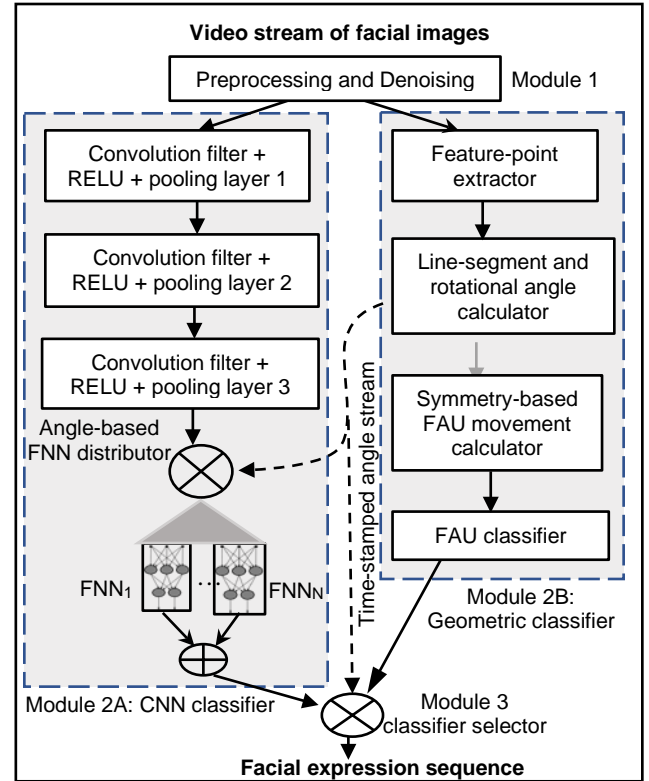 Video stream of facial images
Preprocessing and Denoising
Module 1
Convolution filter +
RELU + pooling layer 1
Convolution filter +
RELU + pooling layer 2
Convolution filter +
RELU + pooling layer 3
Angle-based
FNN distributor
FNN1
...
FNNN
Module 2A: CNN classifier
Feature-point
extractor
Line-segment and
rotational angle
calculator
Symmetry-based
FAU movement
calculator
FAU classifier
Module 2B:
Geometric classifier
Time-stamped angle stream
Module 3
classifier selector
Facial expression sequence